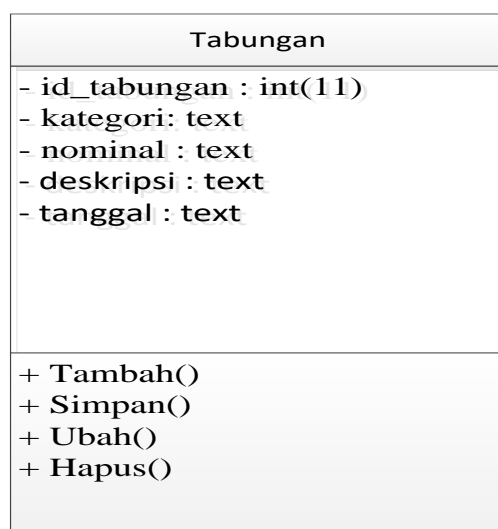 Tabungan
- id_tabungan : int(11)
- kategori: text
- nominal : text
- deskripsi : text
- tanggal : text
+ Tambah()
+ Simpan()
+ Ubah()
+ Hapus()